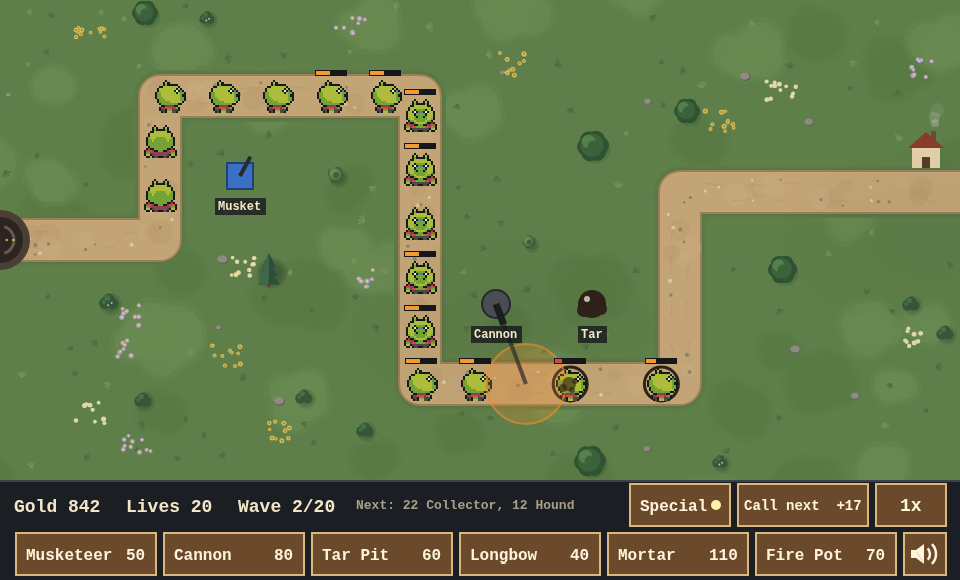 Musket
Cannon
Tar
Gold 842
Lives 20
Wave 2/20
Next: 22 Collector, 12 Hound
Special
Call next +17
1x
Musketeer 50
Cannon 80
Tar Pit 60
Longbow 40
Mortar 110
Fire Pot 70